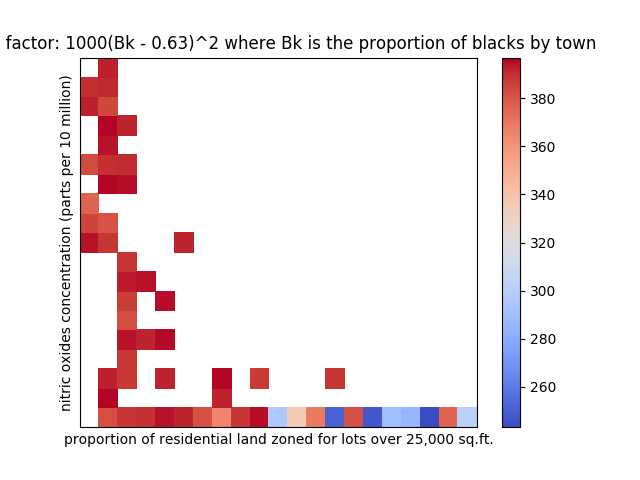 factor: 1000(Bk - 0.63)^2 where Bk is the proportion of blacks by town
nitric oxides concentration (parts per 10 million)
proportion of residential land zoned for lots over 25,000 sq.ft.
380
360
340
320
300
280
260